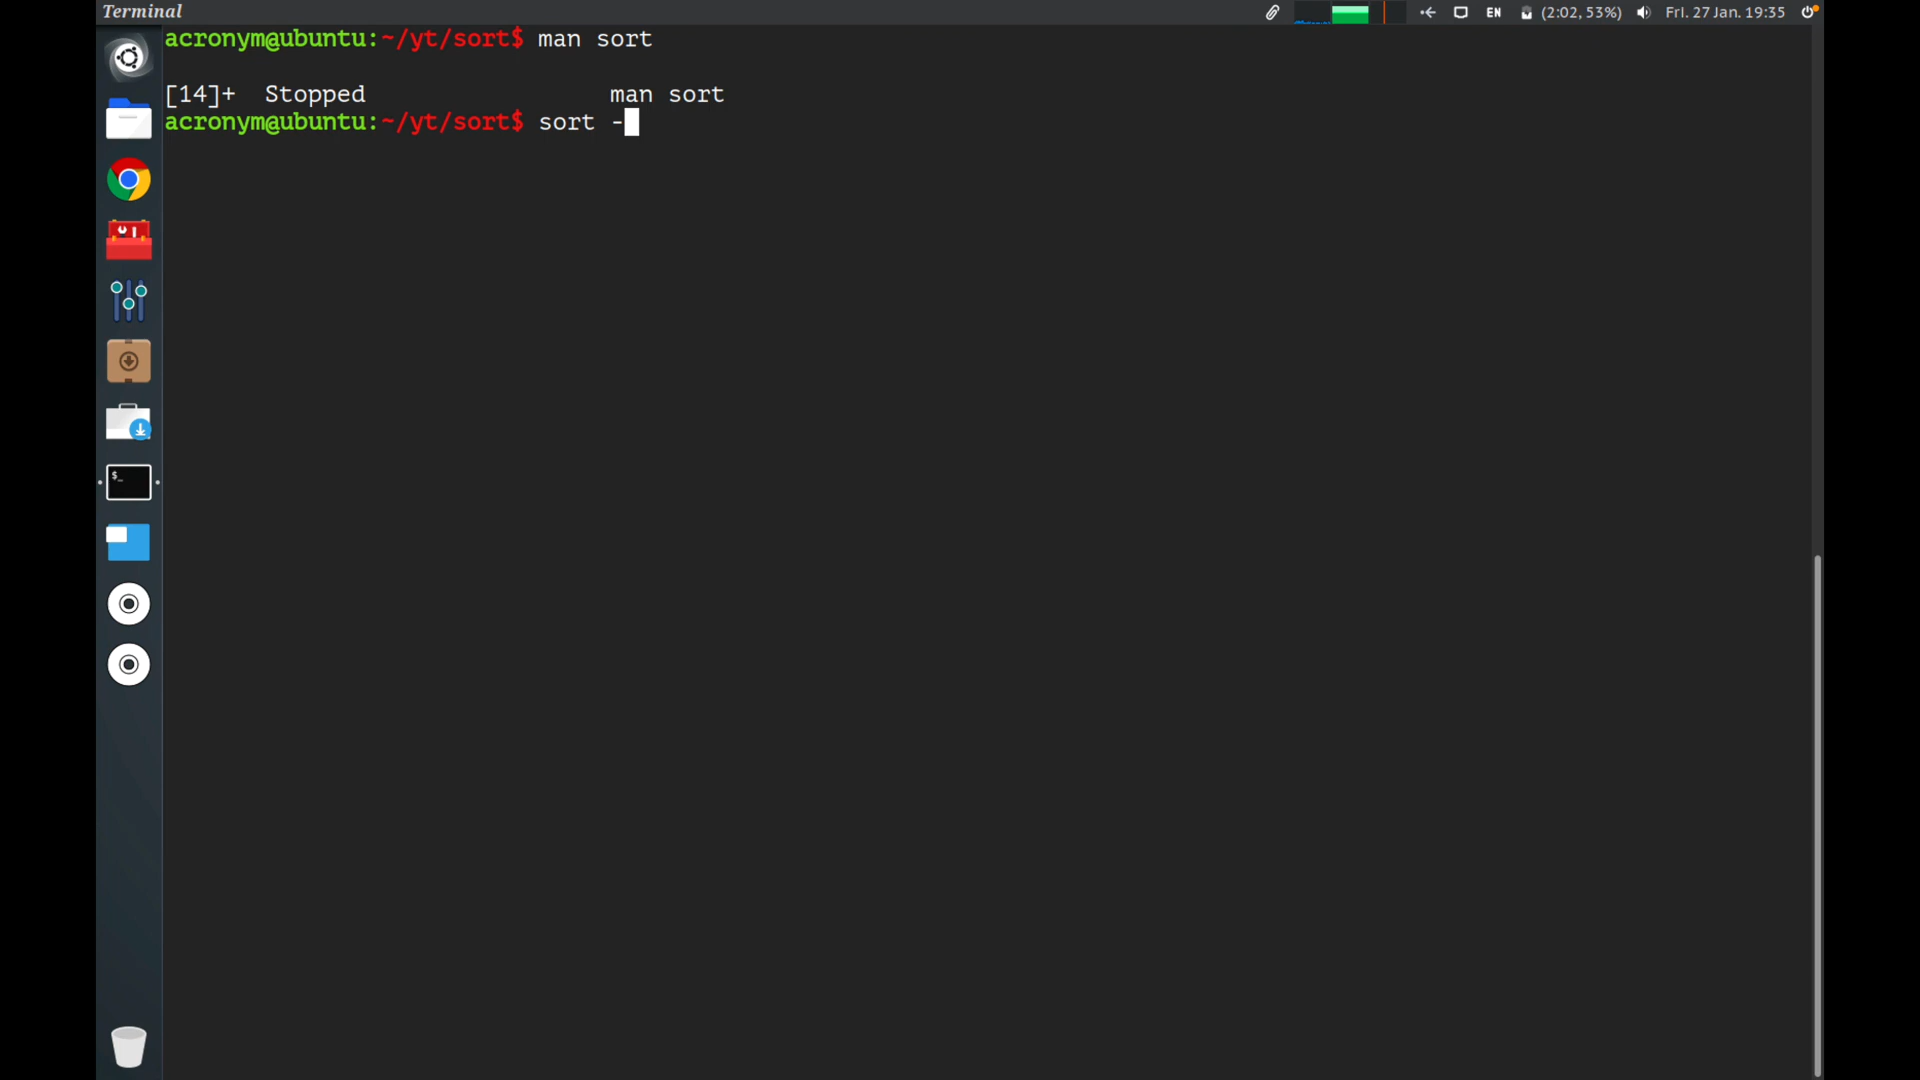 Terminal
EN (2:02, 53%) Fri. 27 Jan. 19:35
acronym@ubuntu:~/yt/sort$ man sort
[14]+  Stopped                 man sort
acronym@ubuntu:~/yt/sort$ sort -
$_